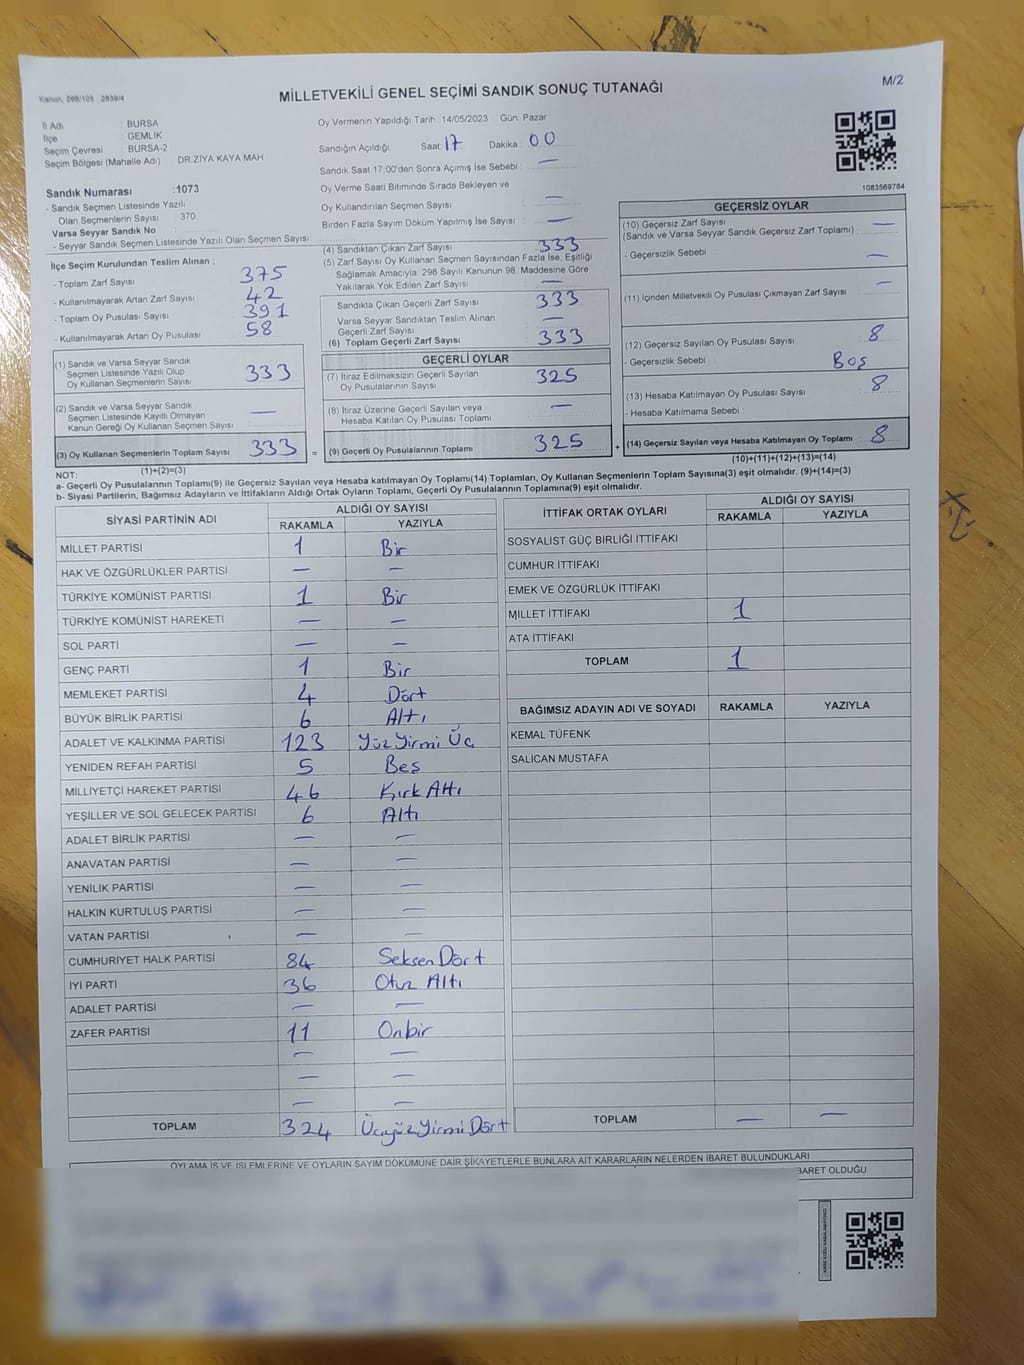 Kanun, 298/105 , 2839/4
MİLLETVEKİLİ GENEL SEÇİMİ SANDIK SONUÇ TUTANAĞI
M/2
İl Adı : BURSA
İlçe : GEMLİK
Seçim Çevresi : BURSA-2
Seçim Bölgesi (Mahalle Adı) DR.ZİYA KAYA MAH
Sandık Numarası :1073
- Sandık Seçmen Listesinde Yazılı
Olan Seçmenlerin Sayısı : 370
Varsa Seyyar Sandık No
- Seyyar Sandık Seçmen Listesinde Yazılı Olan Seçmen Sayısı:
Oy Vermenin Yapıldığı Tarih :14/05/2023 Gün: Pazar
Sandığın Açıldığı Saat: 17 Dakika: 00
Sandık Saat 17:00'den Sonra Açımış İse Sebebi : —
Oy Verme Saati Bitiminde Sırada Bekleyen ve
Oy Kullandırılan Seçmen Sayısı : —
Birden Fazla Sayım Döküm Yapılmış İse Sayısı : —
1083569784
İlçe Seçim Kurulundan Teslim Alınan ;
- Toplam Zarf Sayısı : 375
- Kullanılmayarak Artan Zarf Sayısı : 42
- Toplam Oy Pusulası Sayısı : 391
- Kullanılmayarak Artan Oy Pusulası : 58
(1) Sandık ve Varsa Seyyar Sandık
Seçmen Listesinde Yazılı Olup
Oy Kullanan Seçmenlerin Sayısı : 333
(2) Sandık ve Varsa Seyyar Sandık
Seçmen Listesinde Kayıtlı Olmayan
Kanun Gereği Oy Kullanan Seçmen Sayısı : —
(3) Oy Kullanan Seçmenlerin Toplam Sayısı : 333
(1)+(2)=(3)
(4) Sandıktan Çıkan Zarf Sayısı : 333
(5) Zarf Sayısı Oy Kullanan Seçmen Sayısından Fazla İse, Eşitliği
Sağlamak Amacıyla; 298 Sayılı Kanunun 98. Maddesine Göre
Yakılarak Yok Edilen Zarf Sayısı : —
Sandıkta Çıkan Geçerli Zarf Sayısı : 333
Varsa Seyyar Sandıktan Teslim Alınan
Geçerli Zarf Sayısı : —
(6) Toplam Geçerli Zarf Sayısı : 333
GEÇERLİ OYLAR
(7) İtiraz Edilmeksizin Geçerli Sayılan
Oy Pusulalarının Sayısı : 325
(8) İtiraz Üzerine Geçerli Sayılan veya
Hesaba Katılan Oy Pusulası Toplamı : —
= (9) Geçerli Oy Pusulalarının Toplamı : 325 +
GEÇERSİZ OYLAR
(10) Geçersiz Zarf Sayısı
(Sandık ve Varsa Seyyar Sandık Geçersiz Zarf Toplamı) : —
- Geçersizlik Sebebi : —
(11) İçinden Milletvekili Oy Pusulası Çıkmayan Zarf Sayısı : —
(12) Geçersiz Sayılan Oy Pusulası Sayısı : 8
- Geçersizlik Sebebi : Boş
(13) Hesaba Katılmayan Oy Pusulası Sayısı : 8
- Hesaba Katılmama Sebebi :
(14) Geçersiz Sayılan veya Hesaba Katılmayan Oy Toplamı : 8
(10)+(11)+(12)+(13)=(14)
NOT:
a- Geçerli Oy Pusulalarının Toplamı(9) ile Geçersiz Sayılan veya Hesaba katılmayan Oy Toplamı(14) Toplamları, Oy Kullanan Seçmenlerin Toplam Sayısına(3) eşit olmalıdır. (9)+(14)=(3)
b- Siyasi Partilerin, Bağımsız Adayların ve İttifakların Aldığı Ortak Oyların Toplamı, Geçerli Oy Pusulalarının Toplamına(9) eşit olmalıdır.
SİYASİ PARTİNİN ADI ALDIĞI OY SAYISI
RAKAMLA YAZIYLA
MİLLET PARTİSİ 1 Bir
HAK VE ÖZGÜRLÜKLER PARTİSİ — —
TÜRKİYE KOMÜNİST PARTİSİ 1 Bir
TÜRKİYE KOMÜNİST HAREKETİ — —
SOL PARTİ — —
GENÇ PARTİ 1 Bir
MEMLEKET PARTİSİ 4 Dört
BÜYÜK BİRLİK PARTİSİ 6 Altı
ADALET VE KALKINMA PARTİSİ 123 Yüz Yirmi Üç
YENİDEN REFAH PARTİSİ 5 Beş
MİLLİYETÇİ HAREKET PARTİSİ 46 Kırk Altı
YEŞİLLER VE SOL GELECEK PARTİSİ 6 Altı
ADALET BİRLİK PARTİSİ — —
ANAVATAN PARTİSİ — —
YENİLİK PARTİSİ — —
HALKIN KURTULUŞ PARTİSİ — —
VATAN PARTİSİ — —
CUMHURİYET HALK PARTİSİ 84 Seksen Dört
İYİ PARTİ 36 Otuz Altı
ADALET PARTİSİ — —
ZAFER PARTİSİ 11 Onbir
— —
— —
— —
TOPLAM 324 Üçyüz Yirmi Dört
İTTİFAK ORTAK OYLARI ALDIĞI OY SAYISI
RAKAMLA YAZIYLA
SOSYALIST GÜÇ BİRLİĞİ İTTİFAKI
CUMHUR İTTİFAKI
EMEK VE ÖZGÜRLÜK İTTİFAKI
MİLLET İTTİFAKI 1
ATA İTTİFAKI
TOPLAM 1
BAĞIMSIZ ADAYIN ADI VE SOYADI RAKAMLA YAZIYLA
KEMAL TÜFENK
SALİCAN MUSTAFA
TOPLAM — —
OYLAMA İŞ VE İŞLEMLERİNE VE OYLARIN SAYIM DÖKÜMÜNE DAİR ŞİKAYETLERLE BUNLARA AİT KARARLARIN NELERDEN İBARET BULUNDUKLARI
BARET OLDUĞU